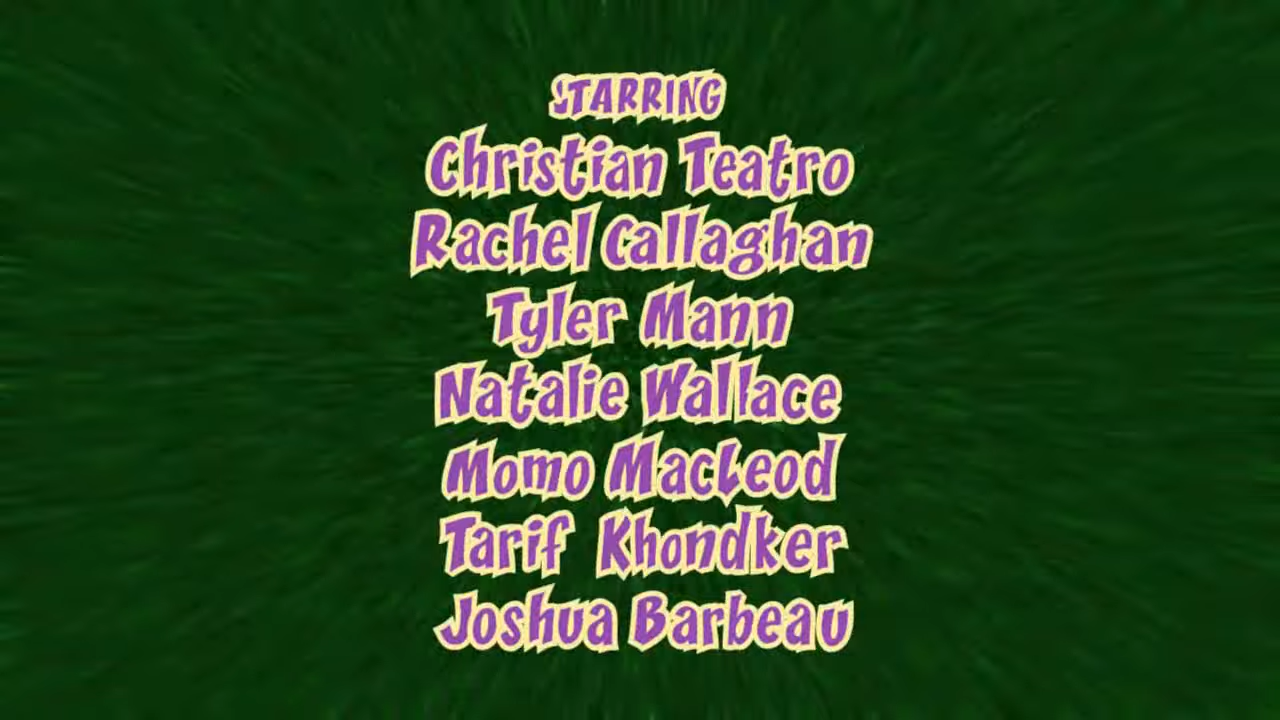 STARRING
Christian Teatro
Rachel Callaghan
Tyler Mann
Natalie Wallace
Momo MacLeod
Tarif Khondker
Joshua Barbeau